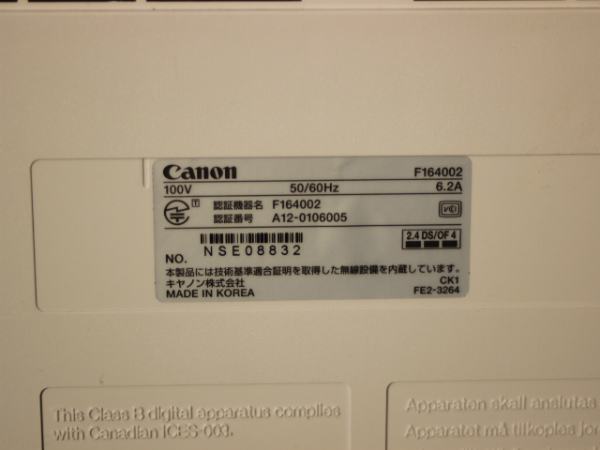 Canon F164002
100V 50/60Hz 6.2A
認証機器名 F164002
認証番号 A12-0106005
NSE08832
2.4 DS/OF 4
NO.
本製品には技術基準適合証明を取得した無線設備を内蔵しています。
キヤノン株式会社 CK1
MADE IN KOREA FE2-3264
This Class B digital apparatus complies
with Canadian ICES-003.
Apparaten skall anslutas
Apparatet må tilkoples jor